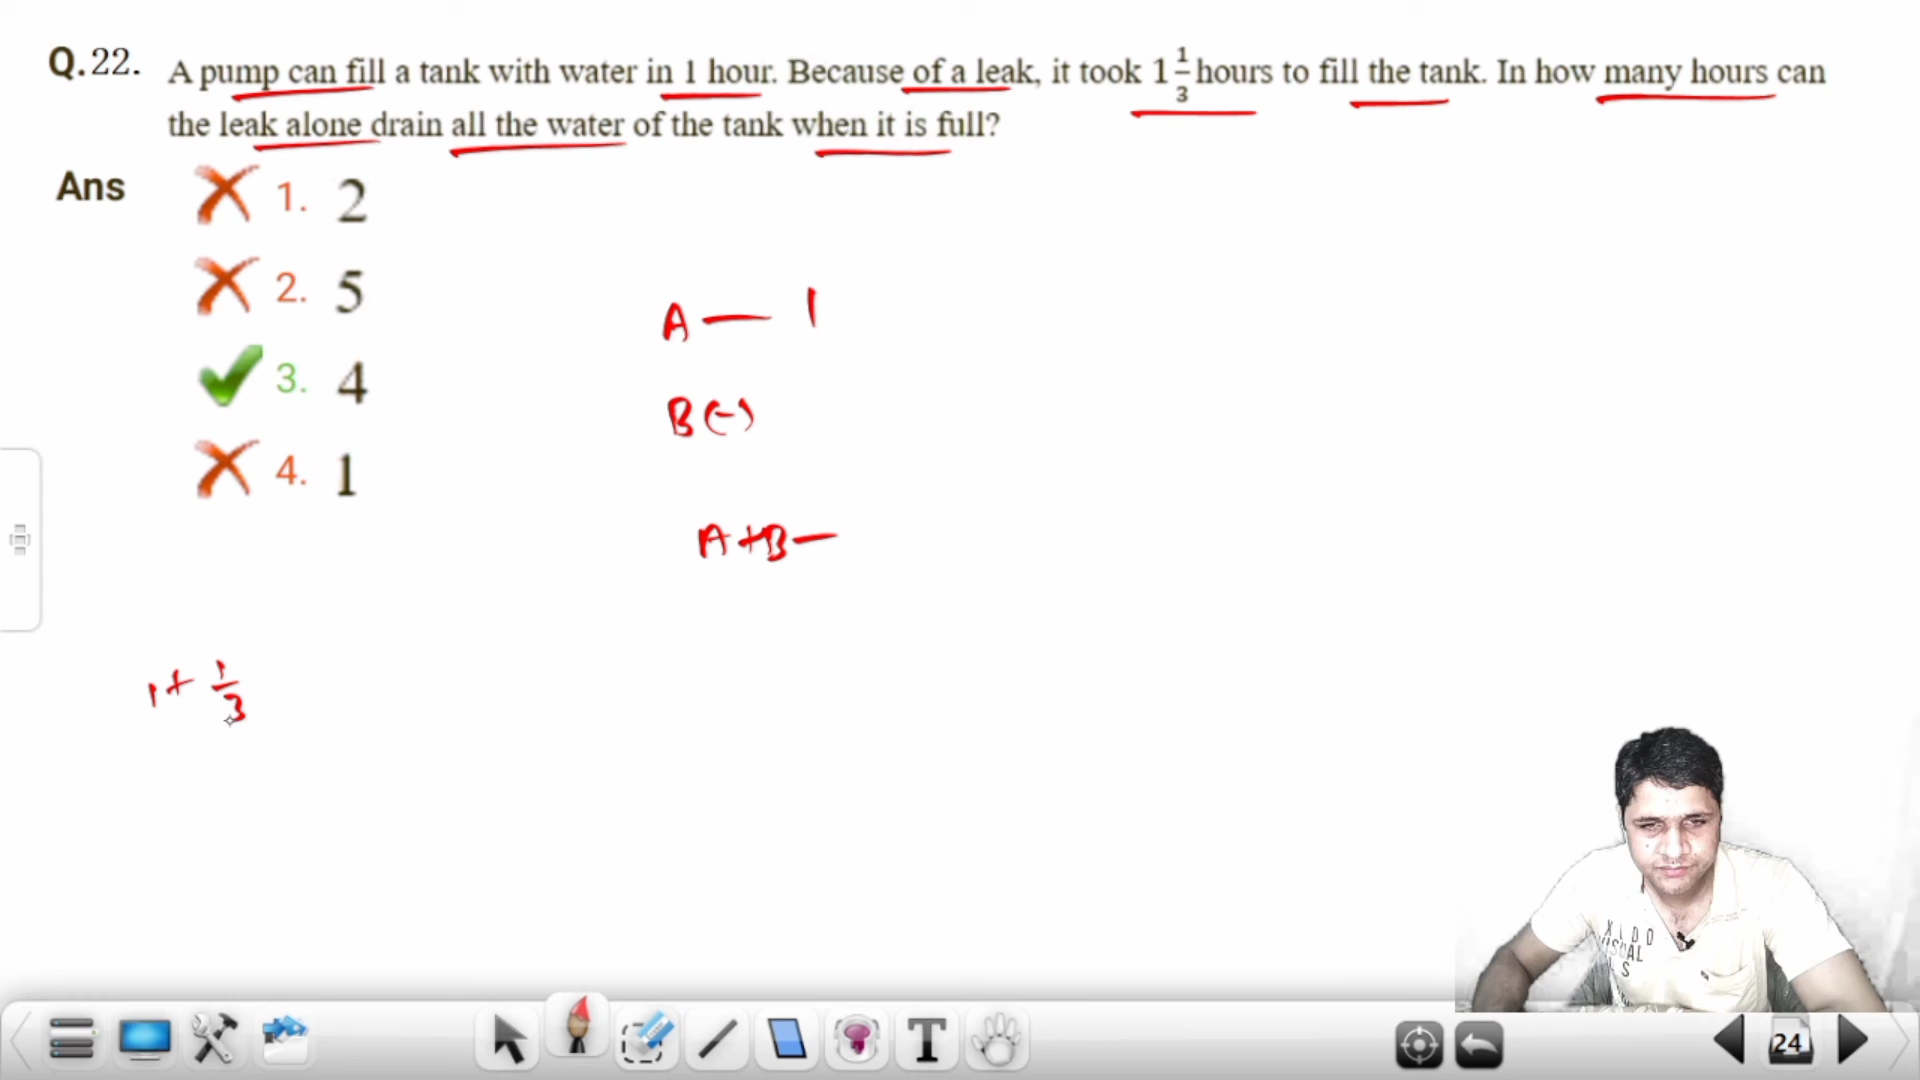 Q.22. A pump can fill a tank with water in 1 hour. Because of a leak, it took 1 1/3 hours to fill the tank. In how many hours can
the leak alone drain all the water of the tank when it is full?
Ans
1. 2
2. 5
3. 4
4. 1
A — 1
B (-)
A + B —
1 + 1/3
X L D D
VISUAL
L S
24
T